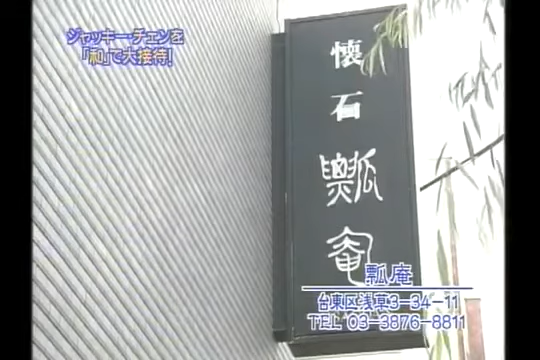 ジャッキー・チェンを
「和」で大接待!
懐石
瓢庵
瓢庵
台東区浅草3-34-11
TEL 03-3876-8811